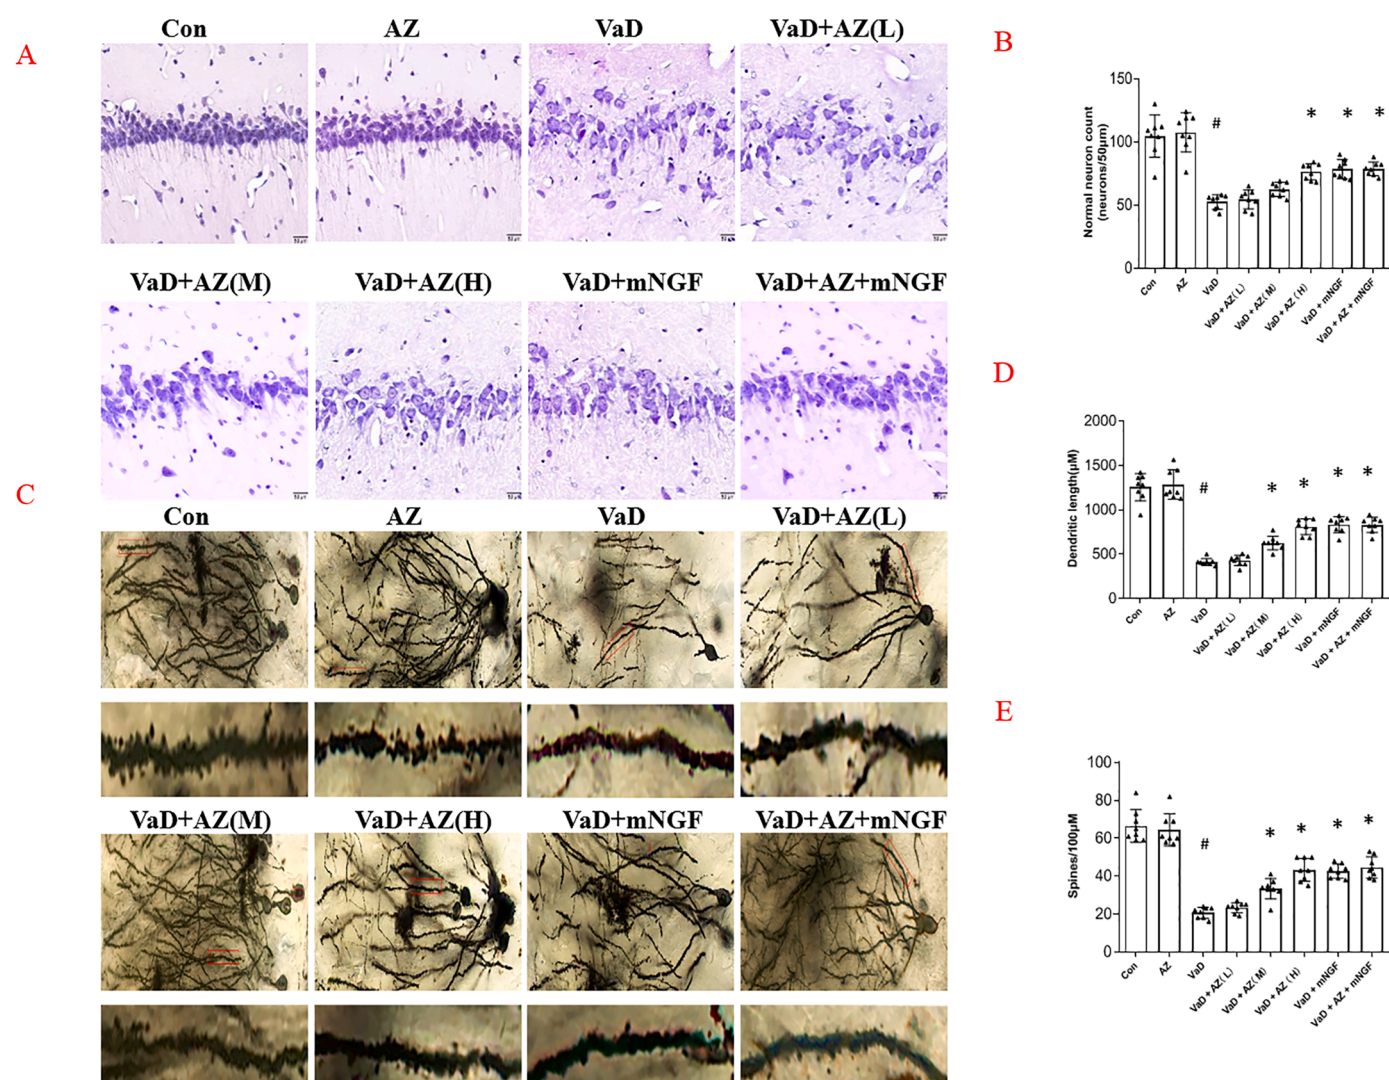 A
Con AZ VaD VaD+AZ(L)
VaD+AZ(M) VaD+AZ(H) VaD+mNGF VaD+AZ+mNGF
B
Normal neuron count
(neurons/50μm)
150
100
50
0
#
* * *
Con AZ VaD VaD+AZ(L) VaD+AZ(M) VaD+AZ(H) VaD+mNGF VaD+AZ+mNGF
C
Con AZ VaD VaD+AZ(L)
VaD+AZ(M) VaD+AZ(H) VaD+mNGF VaD+AZ+mNGF
D
Dendritic length(μM)
2000
1500
1000
500
0
#
* * * *
Con AZ VaD VaD+AZ(L) VaD+AZ(M) VaD+AZ(H) VaD+mNGF VaD+AZ+mNGF
E
Spines/100μM
100
80
60
40
20
0
#
* * * *
Con AZ VaD VaD+AZ(L) VaD+AZ(M) VaD+AZ(H) VaD+mNGF VaD+AZ+mNGF